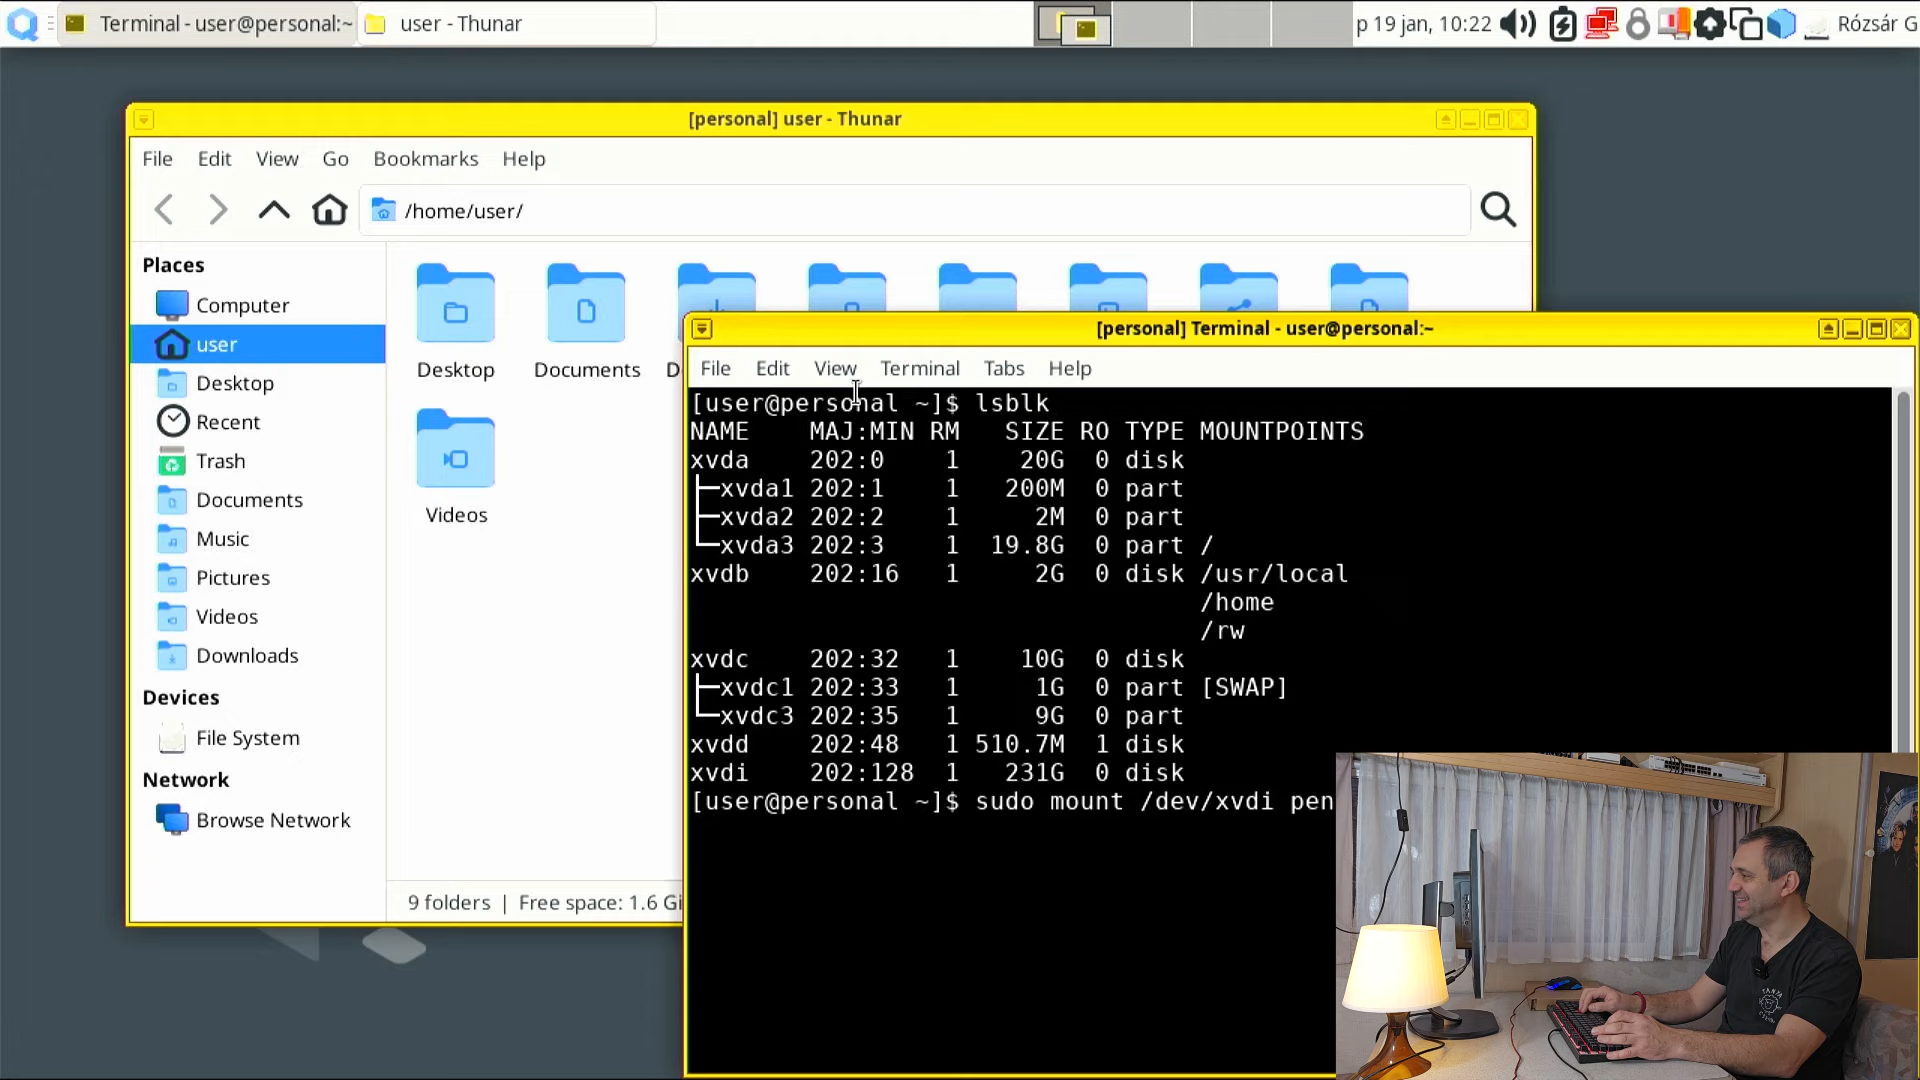 Terminal - user@personal:~
user - Thunar
p 19 jan, 10:22
Rózsár G
[personal] user - Thunar
File Edit View Go Bookmarks Help
/home/user/
Places
Computer
user
Desktop
Recent
Trash
Documents
Music
Pictures
Videos
Downloads
Devices
File System
Network
Browse Network
Desktop
Documents
D
Videos
9 folders | Free space: 1.6 Gi
[personal] Terminal - user@personal:~
File Edit View Terminal Tabs Help
[user@personal ~]$ lsblk
NAME MAJ:MIN RM SIZE RO TYPE MOUNTPOINTS
xvda 202:0 1 20G 0 disk
├─xvda1 202:1 1 200M 0 part
├─xvda2 202:2 1 2M 0 part
└─xvda3 202:3 1 19.8G 0 part /
xvdb 202:16 1 2G 0 disk /usr/local
/home
/rw
xvdc 202:32 1 10G 0 disk
├─xvdc1 202:33 1 1G 0 part [SWAP]
└─xvdc3 202:35 1 9G 0 part
xvdd 202:48 1 510.7M 1 disk
xvdi 202:128 1 231G 0 disk
[user@personal ~]$ sudo mount /dev/xvdi pen